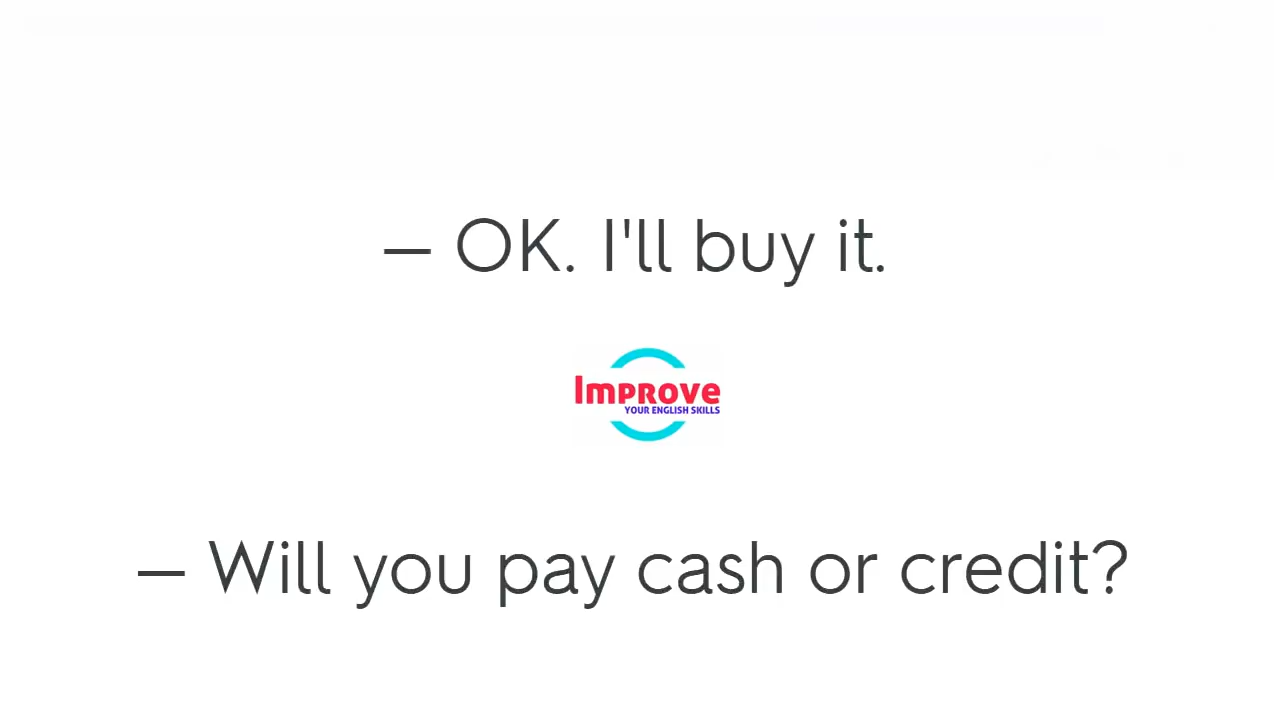 – OK. I'll buy it.
Improve
YOUR ENGLISH SKILLS
– Will you pay cash or credit?